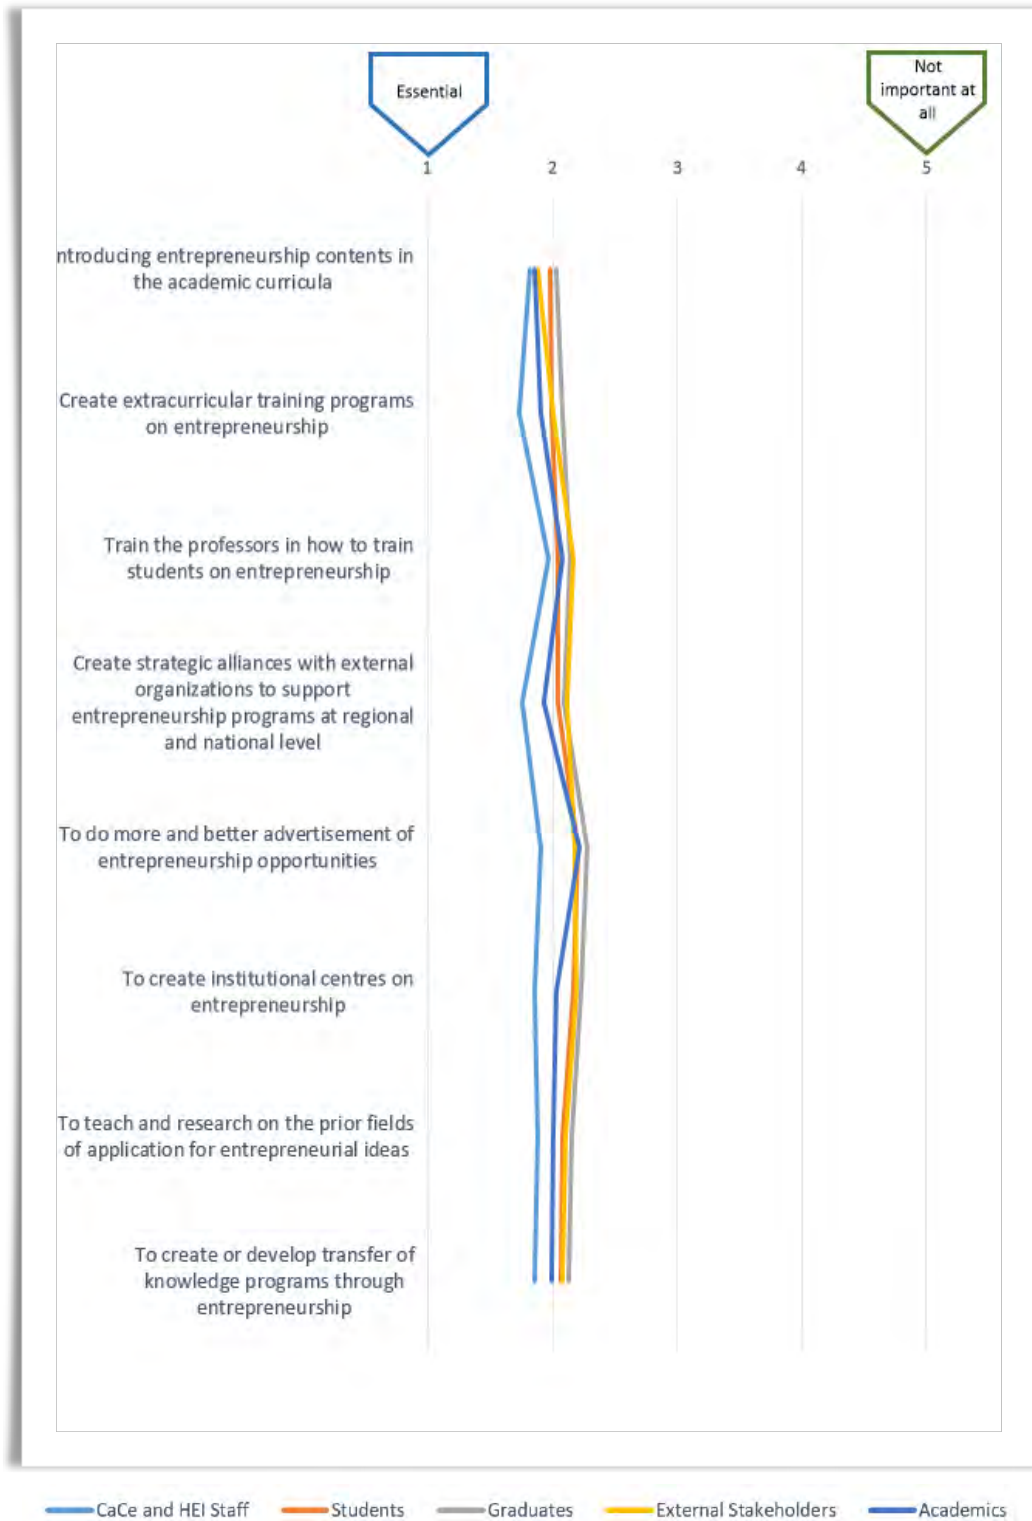 Essential
Not
important at
all
1 2 3 4 5
ntroducing entrepreneurship contents in
the academic curricula
Create extracurricular training programs
on entrepreneurship
Train the professors in how to train
students on entrepreneurship
Create strategic alliances with external
organizations to support
entrepreneurship programs at regional
and national level
To do more and better advertisement of
entrepreneurship opportunities
To create institutional centres on
entrepreneurship
To teach and research on the prior fields
of application for entrepreneurial ideas
To create or develop transfer of
knowledge programs through
entrepreneurship
CaCe and HEI Staff Students Graduates External Stakeholders Academics